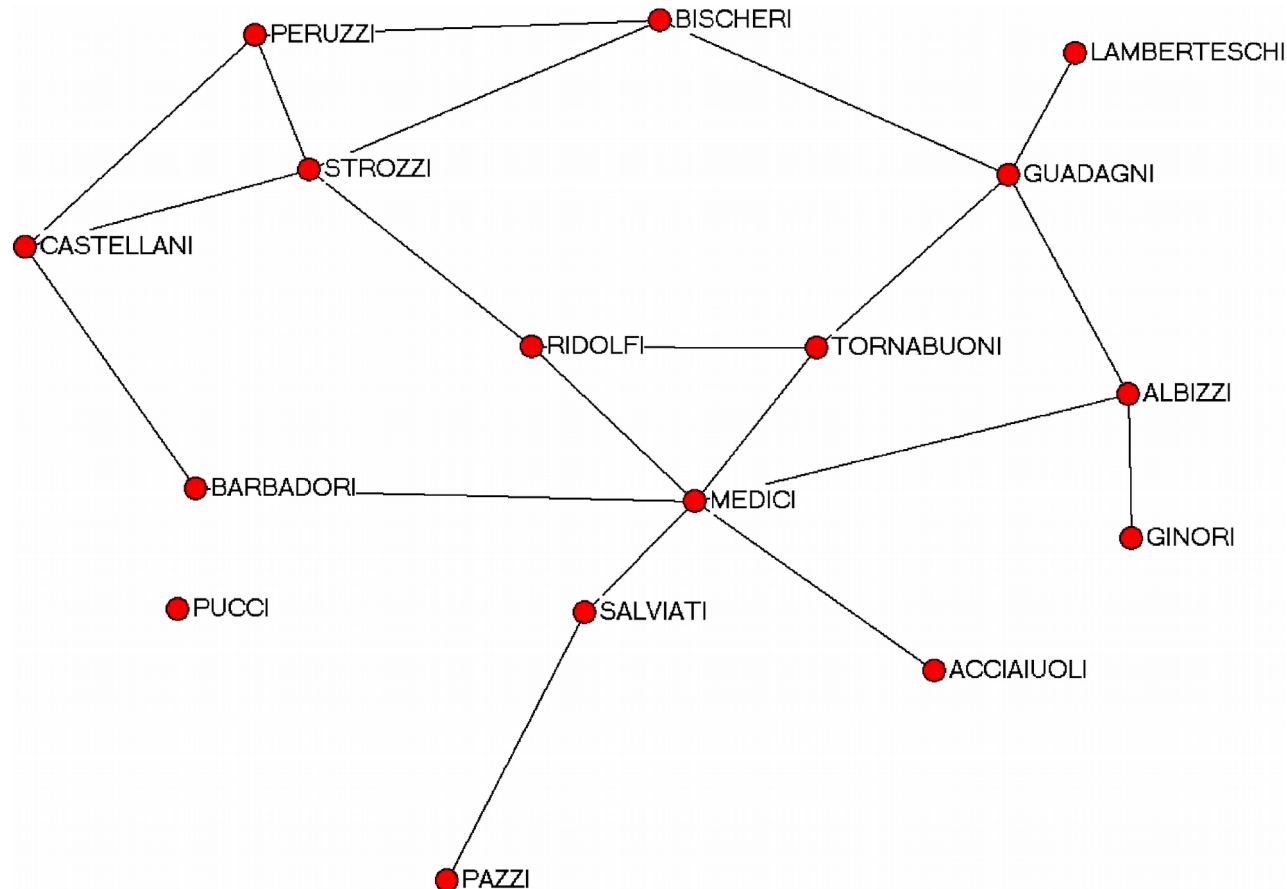 BISCHERI
PERUZZI
LAMBERTESCHI
STROZZI
GUADAGNI
CASTELLANI
RIDOLFI
TORNABUONI
ALBIZZI
BARBADORI
MEDICI
GINORI
PUCCI
SALVIATI
ACCIAIUOLI
PAZZI